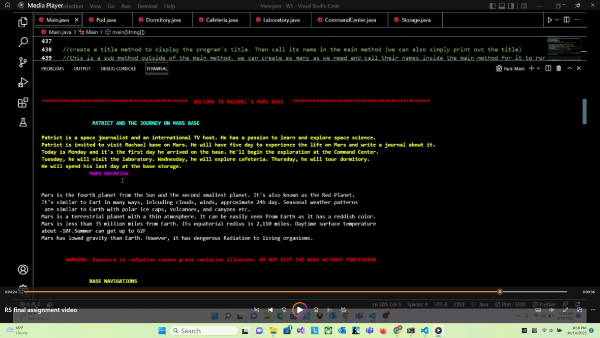 Media Player
Selection View Go Run Terminal Help
Main.java - WS - Visual Studio Code
Main.java Pod.java Dormitory.java Cafeteria.java Laboratory.java CommandCenter.java Storage.java
Main.java > Main > main(String[])
437
438 //create a title method to display the program's title. Then call its name in the main method (we can also simply print out the title)
439 //this is a sub method outside of the main method. we can create as many as we need and call their names inside the main method for it to run
PROBLEMS OUTPUT DEBUG CONSOLE TERMINAL
Run: Main
WELCOME TO RACHAEL'S MARS BASE
PATRICT AND THE JOURNEY ON MARS BASE
Patrict is a space journalist and an international TV host. He has a passion to learn and explore space science.
Patrict is invited to visit Rachael base on Mars. He will have five day to experience the life on Mars and write a journal about it.
Today is Monday and it's the first day he arrived on the base. He'll begin the exploration at the Command Center.
Tuesday, he will visit the laboratory. Wednesday, he will explore cafeteria. Thursday, he will tour dormitory.
He will spend his last day at the base storage.
MARS OVERVIEW
Mars is the fourth planet from the Sun and the second smallest planet. It's also known as the Red Planet.
It's similar to Eart in many ways, inlcuding clouds, winds, approximate 24h day. Seasonal weather patterns
are similar to Earth with polar ice caps, volcanoes, and canyons etc.
Mars is a terrestrial planet with a thin atmosphere. It can be easily seen from Earth as it has a reddish color.
Mars is less than 35 million miles from Earth. Its equatorial redius is 2,110 miles. Daytime surface temperature
about -10F.Summer can get up to 62F
Mars has lowed gravity than Earth. However, it has dengerous Radiation to living organisms.
WARNING: Exposure to radiation causes grave radiation illnesses. DO NOT EXIT THE BASE WITHOUT PERMISSION
BASE NAVIGATIONS
R5 final assignment video
Search